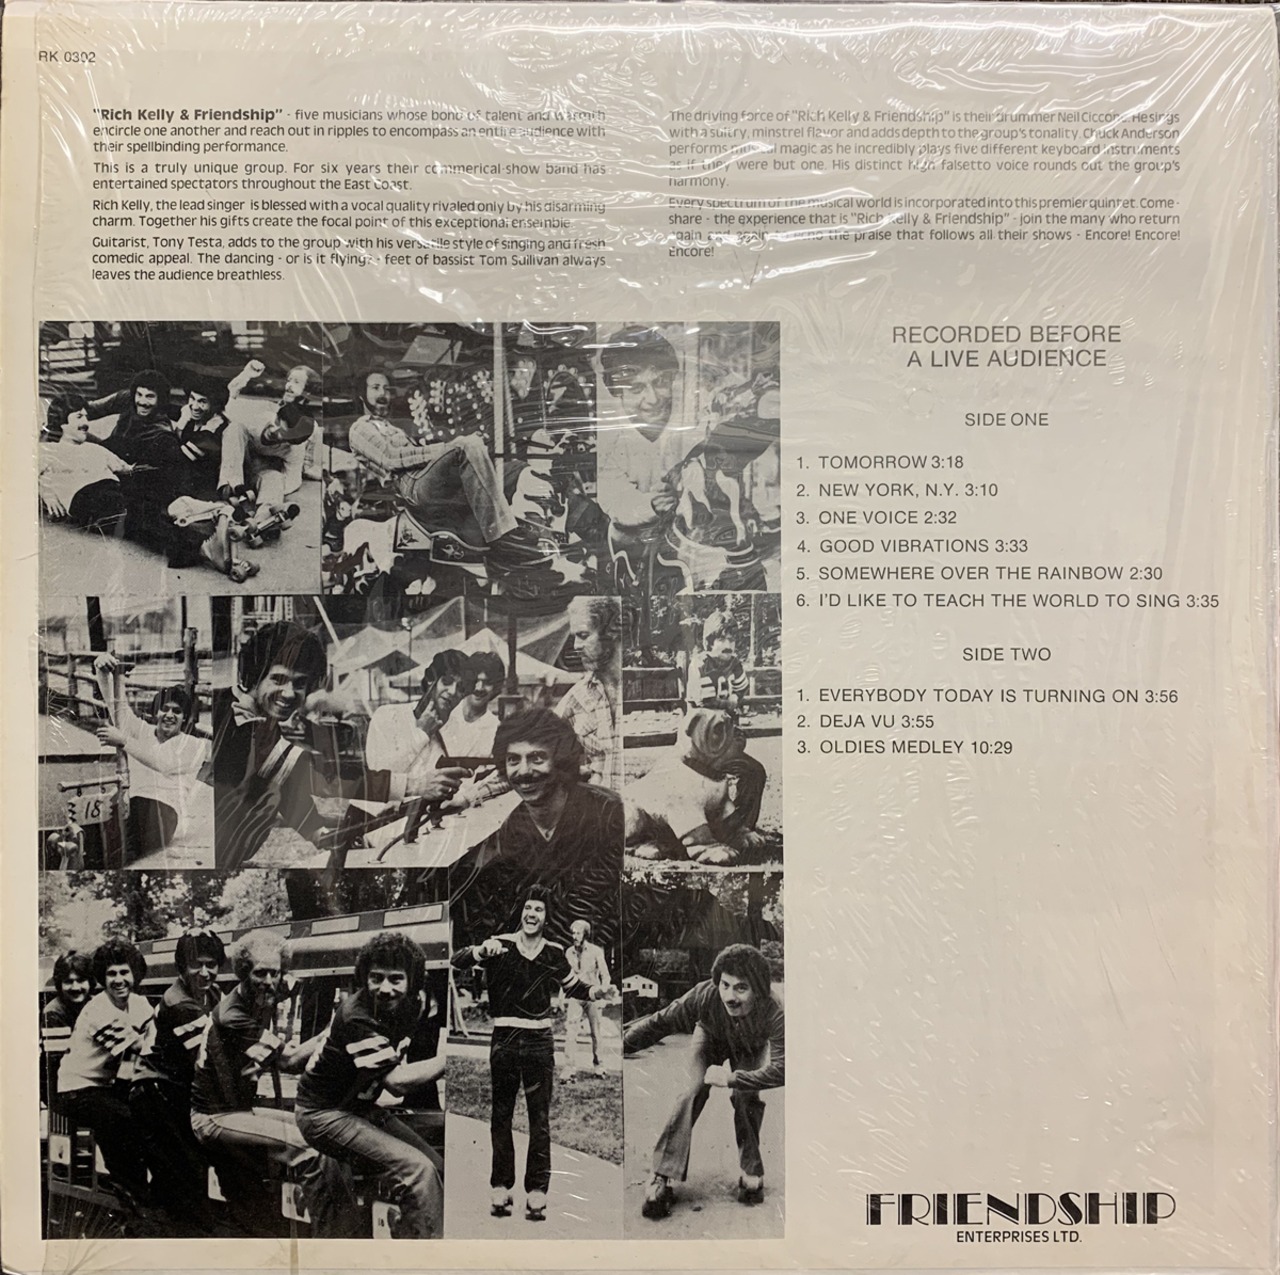 RK 0302
"Rich Kelly & Friendship" - five musicians whose bond of talent and warmth
encircle one another and reach out in ripples to encompass an entire audience with
their spellbinding performance.
This is a truly unique group. For six years their commerical-show band has
entertained spectators throughout the East Coast.
Rich Kelly, the lead singer is blessed with a vocal quality rivaled only by his disarming
charm. Together his gifts create the focal point of this exceptional ensemble.
Guitarist, Tony Testa, adds to the group with his versatile style of singing and fresh
comedic appeal. The dancing - or is it flying? - feet of bassist Tom Sullivan always
leaves the audience breathless.
The driving force of "Rich Kelly & Friendship" is their drummer Neil Ciccone. He sings
with a sultry, minstrel flavor and adds depth to the group's tonality. Chuck Anderson
performs musical magic as he incredibly plays five different keyboard instruments
as if they were but one. His distinct high falsetto voice rounds out the group's
harmony.
Every spectrum of the musical world is incorporated into this premier quintet. Come -
share - the experience that is "Rich Kelly & Friendship" - join the many who return
again and again to echo the praise that follows all their shows - Encore! Encore!
Encore!
RECORDED BEFORE
A LIVE AUDIENCE
SIDE ONE
1. TOMORROW 3:18
2. NEW YORK, N.Y. 3:10
3. ONE VOICE 2:32
4. GOOD VIBRATIONS 3:33
5. SOMEWHERE OVER THE RAINBOW 2:30
6. I'D LIKE TO TEACH THE WORLD TO SING 3:35
SIDE TWO
1. EVERYBODY TODAY IS TURNING ON 3:56
2. DEJA VU 3:55
3. OLDIES MEDLEY 10:29
18
FRIENDSHIP
ENTERPRISES LTD.